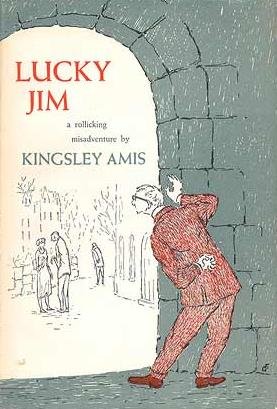 LUCKY
JIM
a rollicking
misadventure by
KINGSLEY AMIS